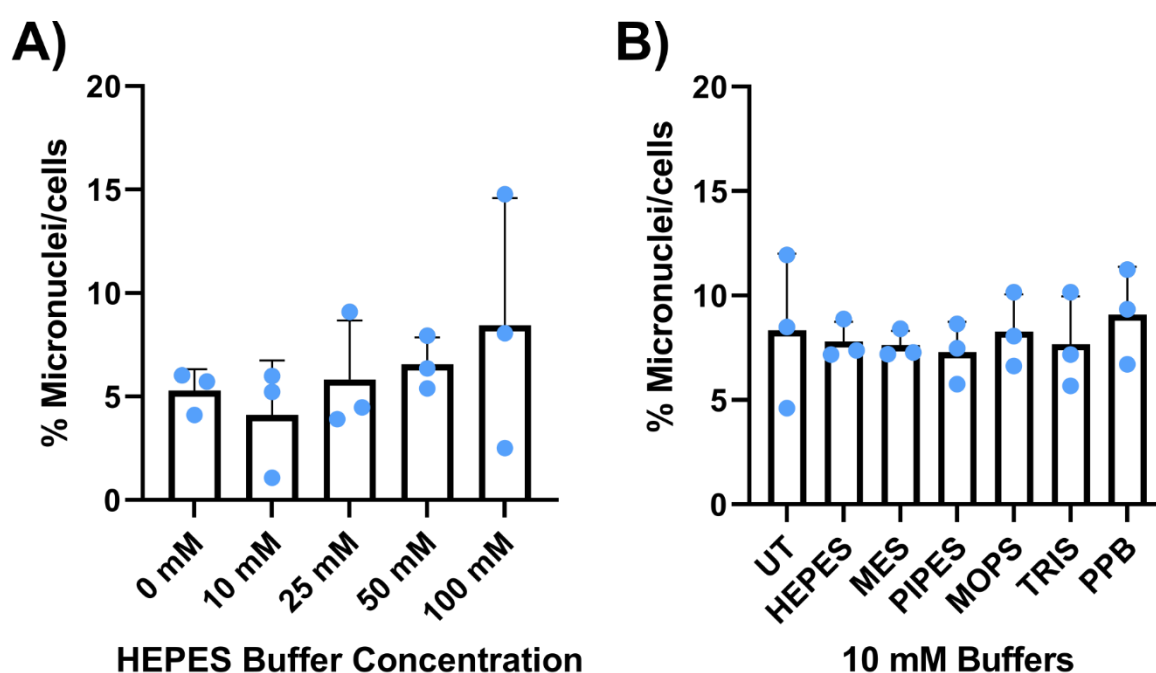 A)
% Micronuclei/cells
20
15
10
5
0
0 mM
10 mM
25 mM
50 mM
100 mM
HEPES Buffer Concentration
B)
% Micronuclei/cells
20
15
10
5
0
UT
HEPES
MES
PIPES
MOPS
TRIS
PPB
10 mM Buffers